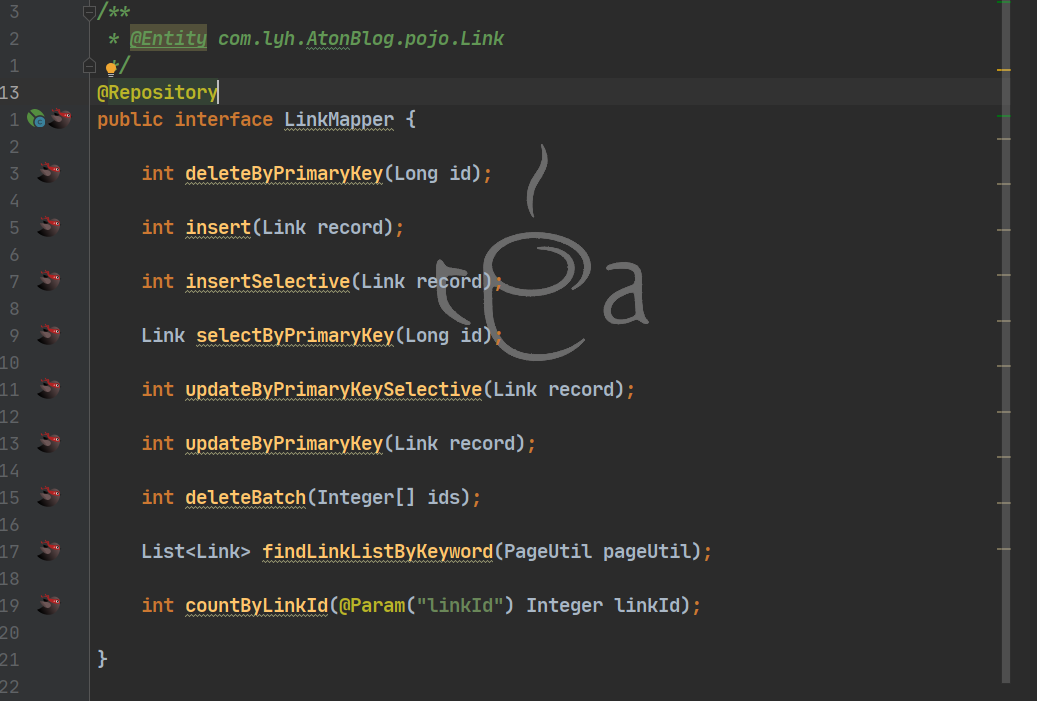 3 /**
2 * @Entity com.lyh.AtonBlog.pojo.Link
1 */
13 @Repository
1 public interface LinkMapper {
2
3 int deleteByPrimaryKey(Long id);
4
5 int insert(Link record);
6
7 int insertSelective(Link record);
8
9 Link selectByPrimaryKey(Long id);
10
11 int updateByPrimaryKeySelective(Link record);
12
13 int updateByPrimaryKey(Link record);
14
15 int deleteBatch(Integer[] ids);
16
17 List<Link> findLinkListByKeyword(PageUtil pageUtil);
18
19 int countByLinkId(@Param("linkId") Integer linkId);
20
21 }
22